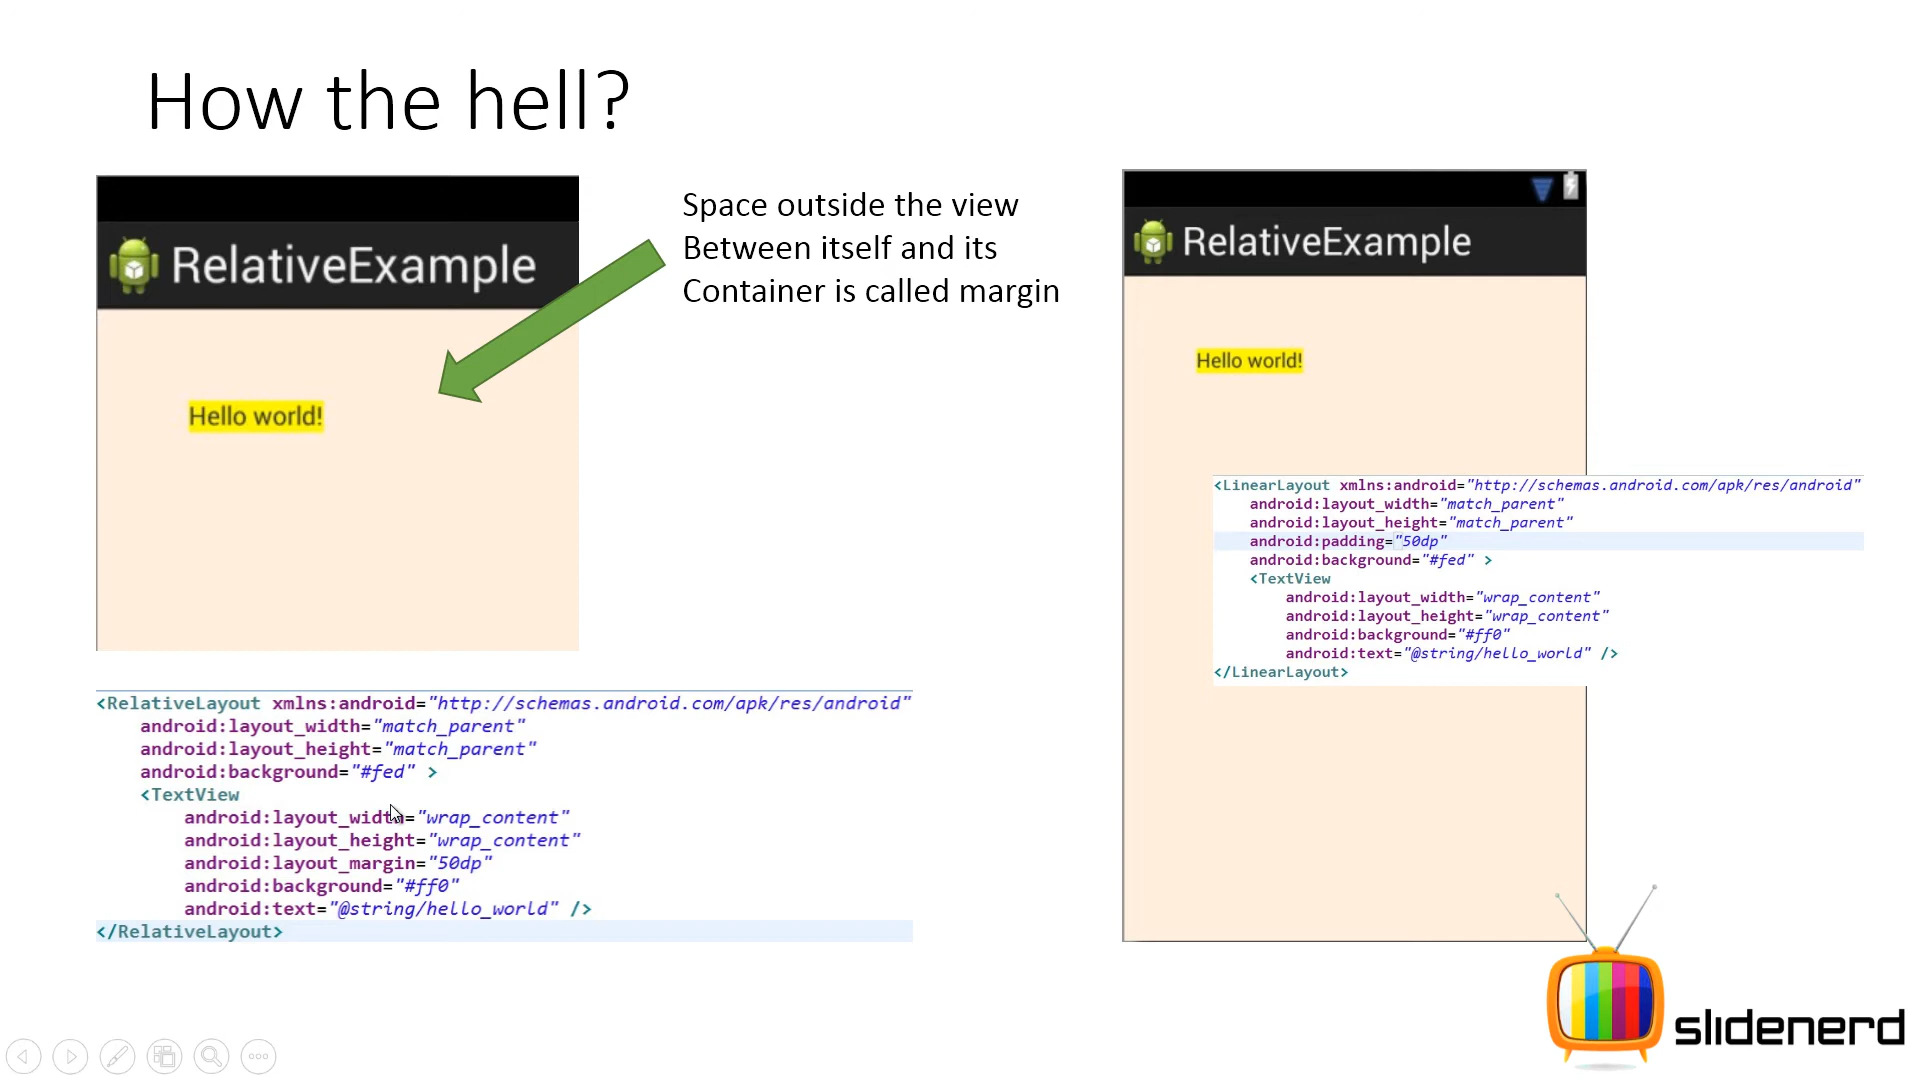 How the hell?
RelativeExample
Hello world!
Space outside the view
Between itself and its
Container is called margin
<RelativeLayout xmlns:android="http://schemas.android.com/apk/res/android"
android:layout_width="match_parent"
android:layout_height="match_parent"
android:background="#fed" >
<TextView
android:layout_width="wrap_content"
android:layout_height="wrap_content"
android:layout_margin="50dp"
android:background="#ff0"
android:text="@string/hello_world" />
</RelativeLayout>
RelativeExample
Hello world!
<LinearLayout xmlns:android="http://schemas.android.com/apk/res/android"
android:layout_width="match_parent"
android:layout_height="match_parent"
android:padding="50dp"
android:background="#fed" >
<TextView
android:layout_width="wrap_content"
android:layout_height="wrap_content"
android:background="#ff0"
android:text="@string/hello_world" />
</LinearLayout>
slidenerd